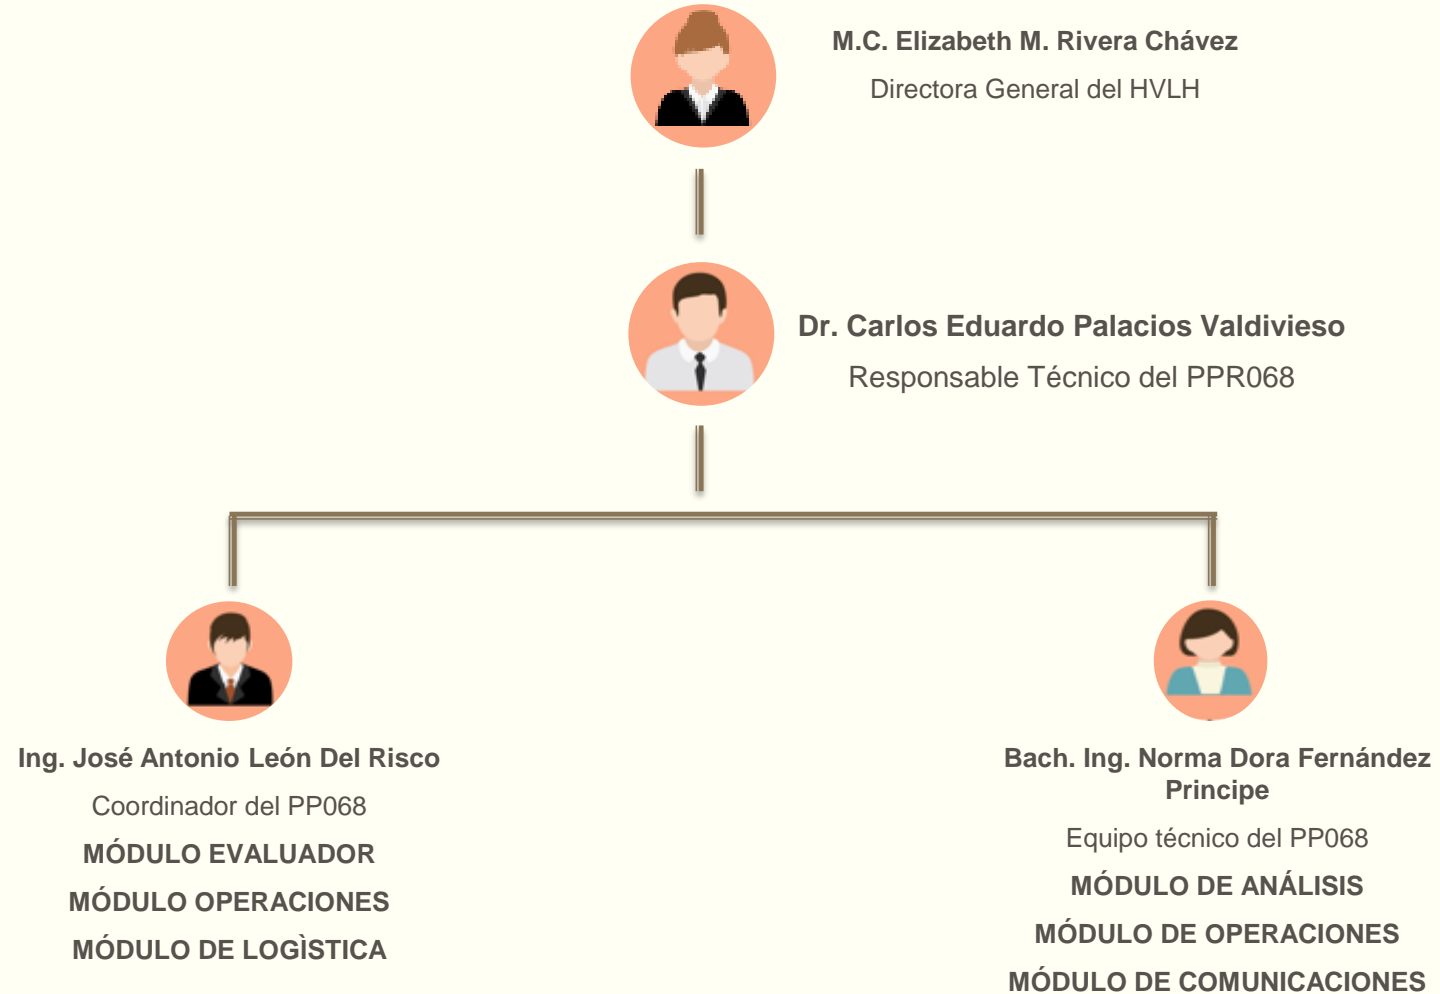 M.C. Elizabeth M. Rivera Chávez
Directora General del HVLH
Dr. Carlos Eduardo Palacios Valdivieso
Responsable Técnico del PPR068
Ing. José Antonio León Del Risco
Coordinador del PP068
MÓDULO EVALUADOR
MÓDULO OPERACIONES
MÓDULO DE LOGÌSTICA
Bach. Ing. Norma Dora Fernández
Principe
Equipo técnico del PP068
MÓDULO DE ANÁLISIS
MÓDULO DE OPERACIONES
MÓDULO DE COMUNICACIONES